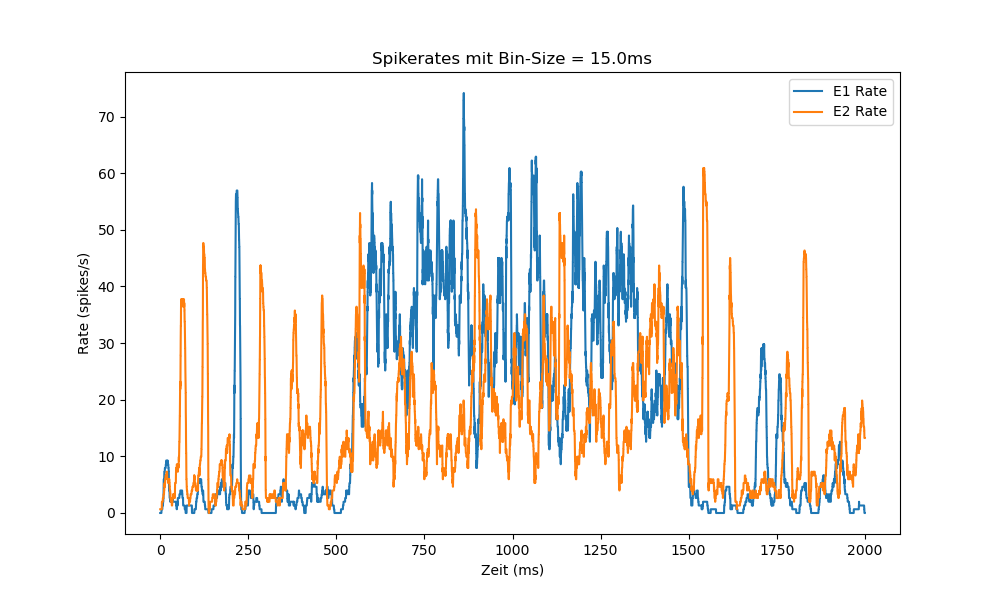 Spikerates mit Bin-Size = 15.0ms
E1 Rate
E2 Rate
70
60
50
40
30
20
10
0
Rate (spikes/s)
0 250 500 750 1000 1250 1500 1750 2000
Zeit (ms)